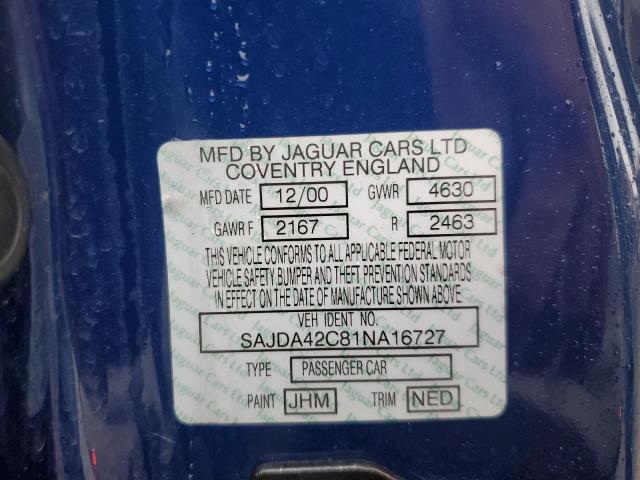 MFD BY JAGUAR CARS LTD
COVENTRY ENGLAND
MFD DATE 12/00 GVWR 4630
GAWR F 2167 R 2463
THIS VEHICLE CONFORMS TO ALL APPLICABLE FEDERAL MOTOR
VEHICLE SAFETY, BUMPER AND THEFT PREVENTION STANDARDS
IN EFFECT ON THE DATE OF MANUFACTURE SHOWN ABOVE
VEH IDENT NO.
SAJDA42C81NA16727
TYPE PASSENGER CAR
PAINT JHM TRIM NED